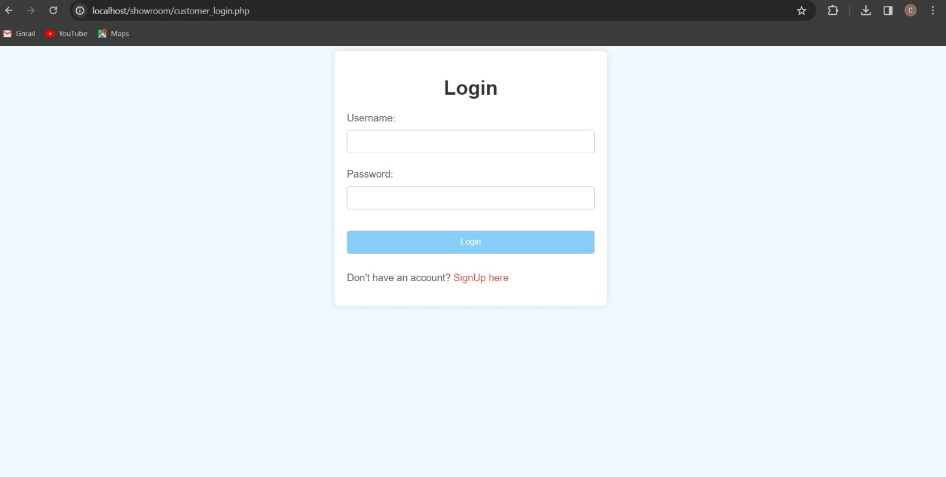 localhost/showroom/customer_login.php
Gmail YouTube Maps
Login
Username:
Password:
Login
Don't have an account? SignUp here